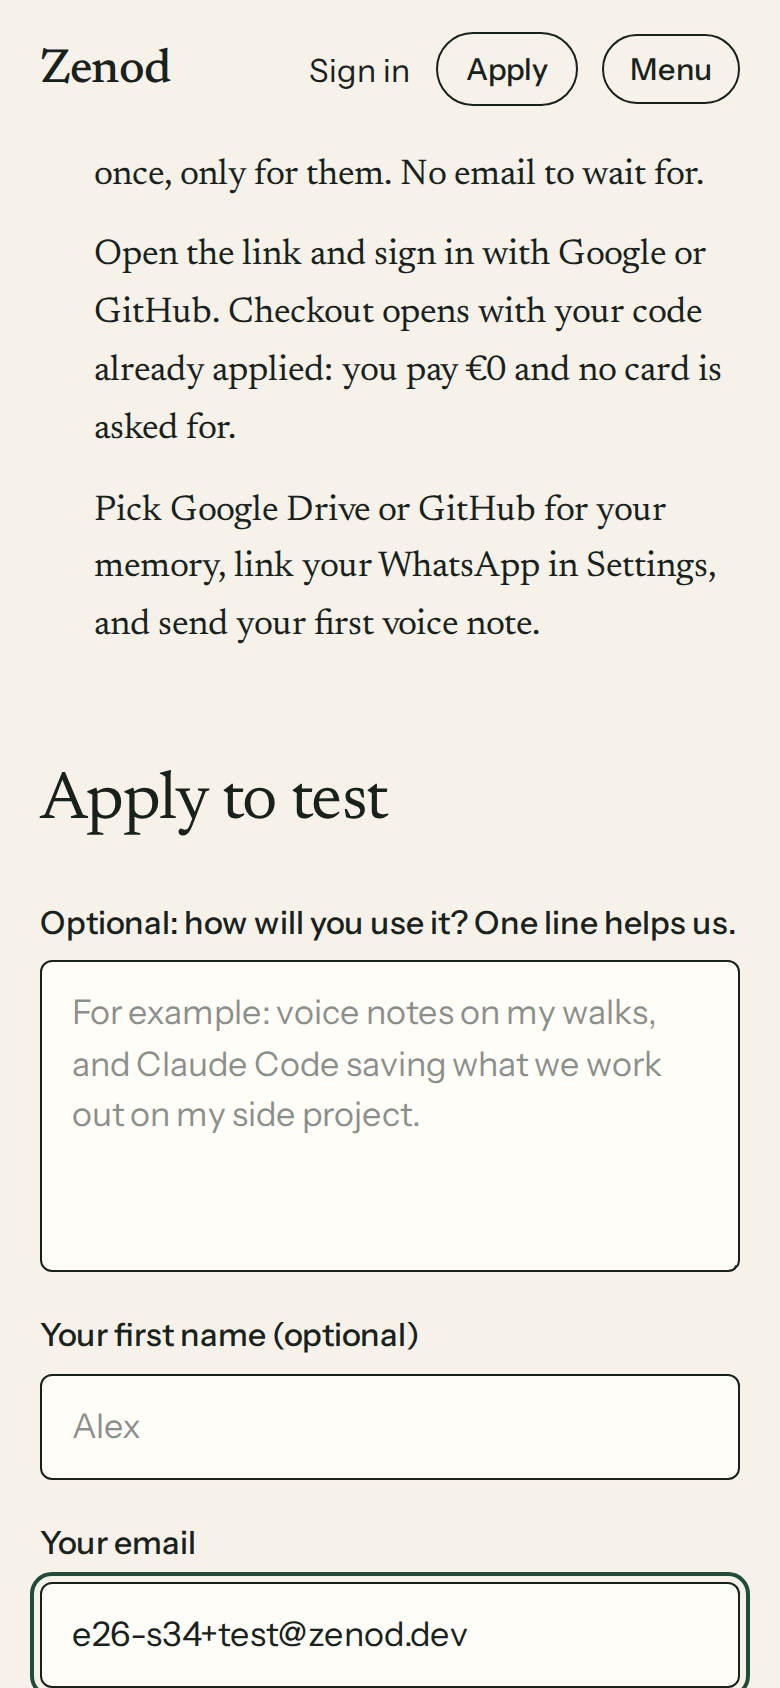 Zenod
Sign in
Apply
Menu
once, only for them. No email to wait for.
Open the link and sign in with Google or
GitHub. Checkout opens with your code
already applied: you pay €0 and no card is
asked for.
Pick Google Drive or GitHub for your
memory, link your WhatsApp in Settings,
and send your first voice note.
Apply to test
Optional: how will you use it? One line helps us.
For example: voice notes on my walks,
and Claude Code saving what we work
out on my side project.
Your first name (optional)
Alex
Your email
e26-s34+test@zenod.dev